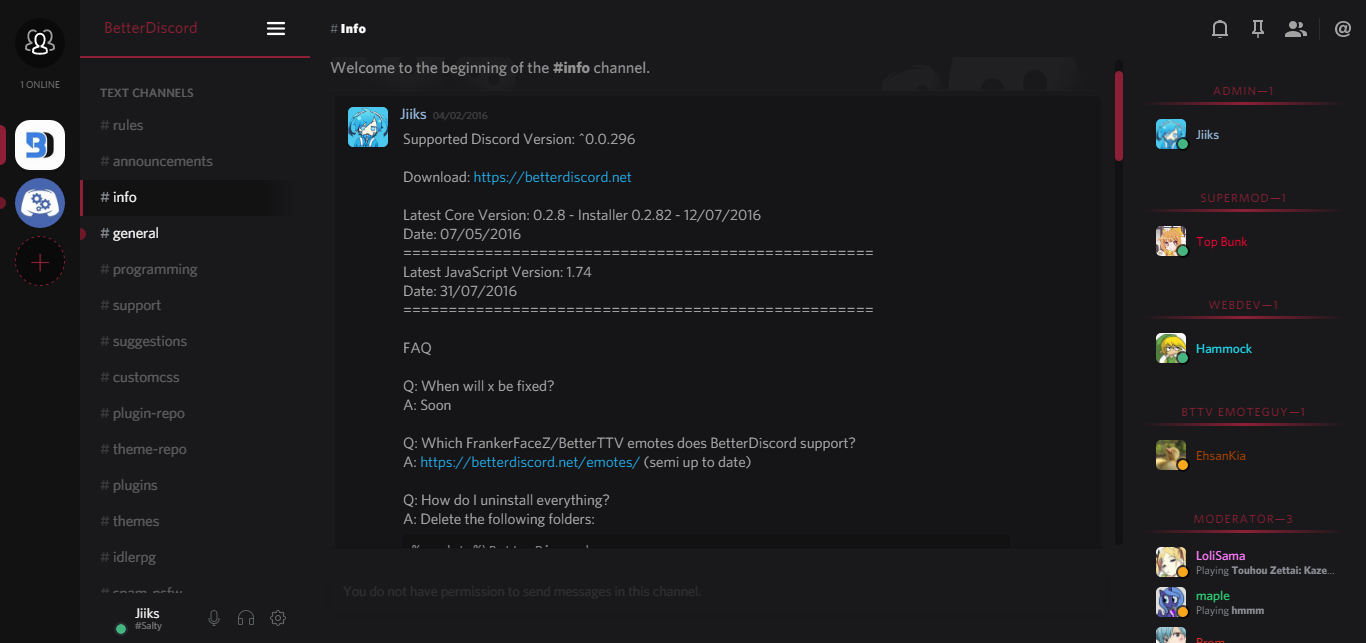 1 ONLINE
BetterDiscord
TEXT CHANNELS
# rules
# announcements
# info
# general
# programming
# support
# suggestions
# customcss
# plugin-repo
# theme-repo
# plugins
# themes
# idlerpg
# spam-nsfw
Jiiks
#Salty
# Info
Welcome to the beginning of the #info channel.
Jiiks 04/02/2016
Supported Discord Version: ^0.0.296
Download: https://betterdiscord.net
Latest Core Version: 0.2.8 - Installer 0.2.82 - 12/07/2016
Date: 07/05/2016
====================================================
Latest JavaScript Version: 1.74
Date: 31/07/2016
====================================================
FAQ
Q: When will x be fixed?
A: Soon
Q: Which FrankerFaceZ/BetterTTV emotes does BetterDiscord support?
A: https://betterdiscord.net/emotes/ (semi up to date)
Q: How do I uninstall everything?
A: Delete the following folders:
You do not have permission to send messages in this channel.
@
ADMIN—1
Jiiks
SUPERMOD—1
Top Bunk
WEBDEV—1
Hammock
BTTV EMOTEGUY—1
EhsanKia
MODERATOR—3
LoliSama
Playing Touhou Zettai: Kaze...
maple
Playing hmmm
Prom